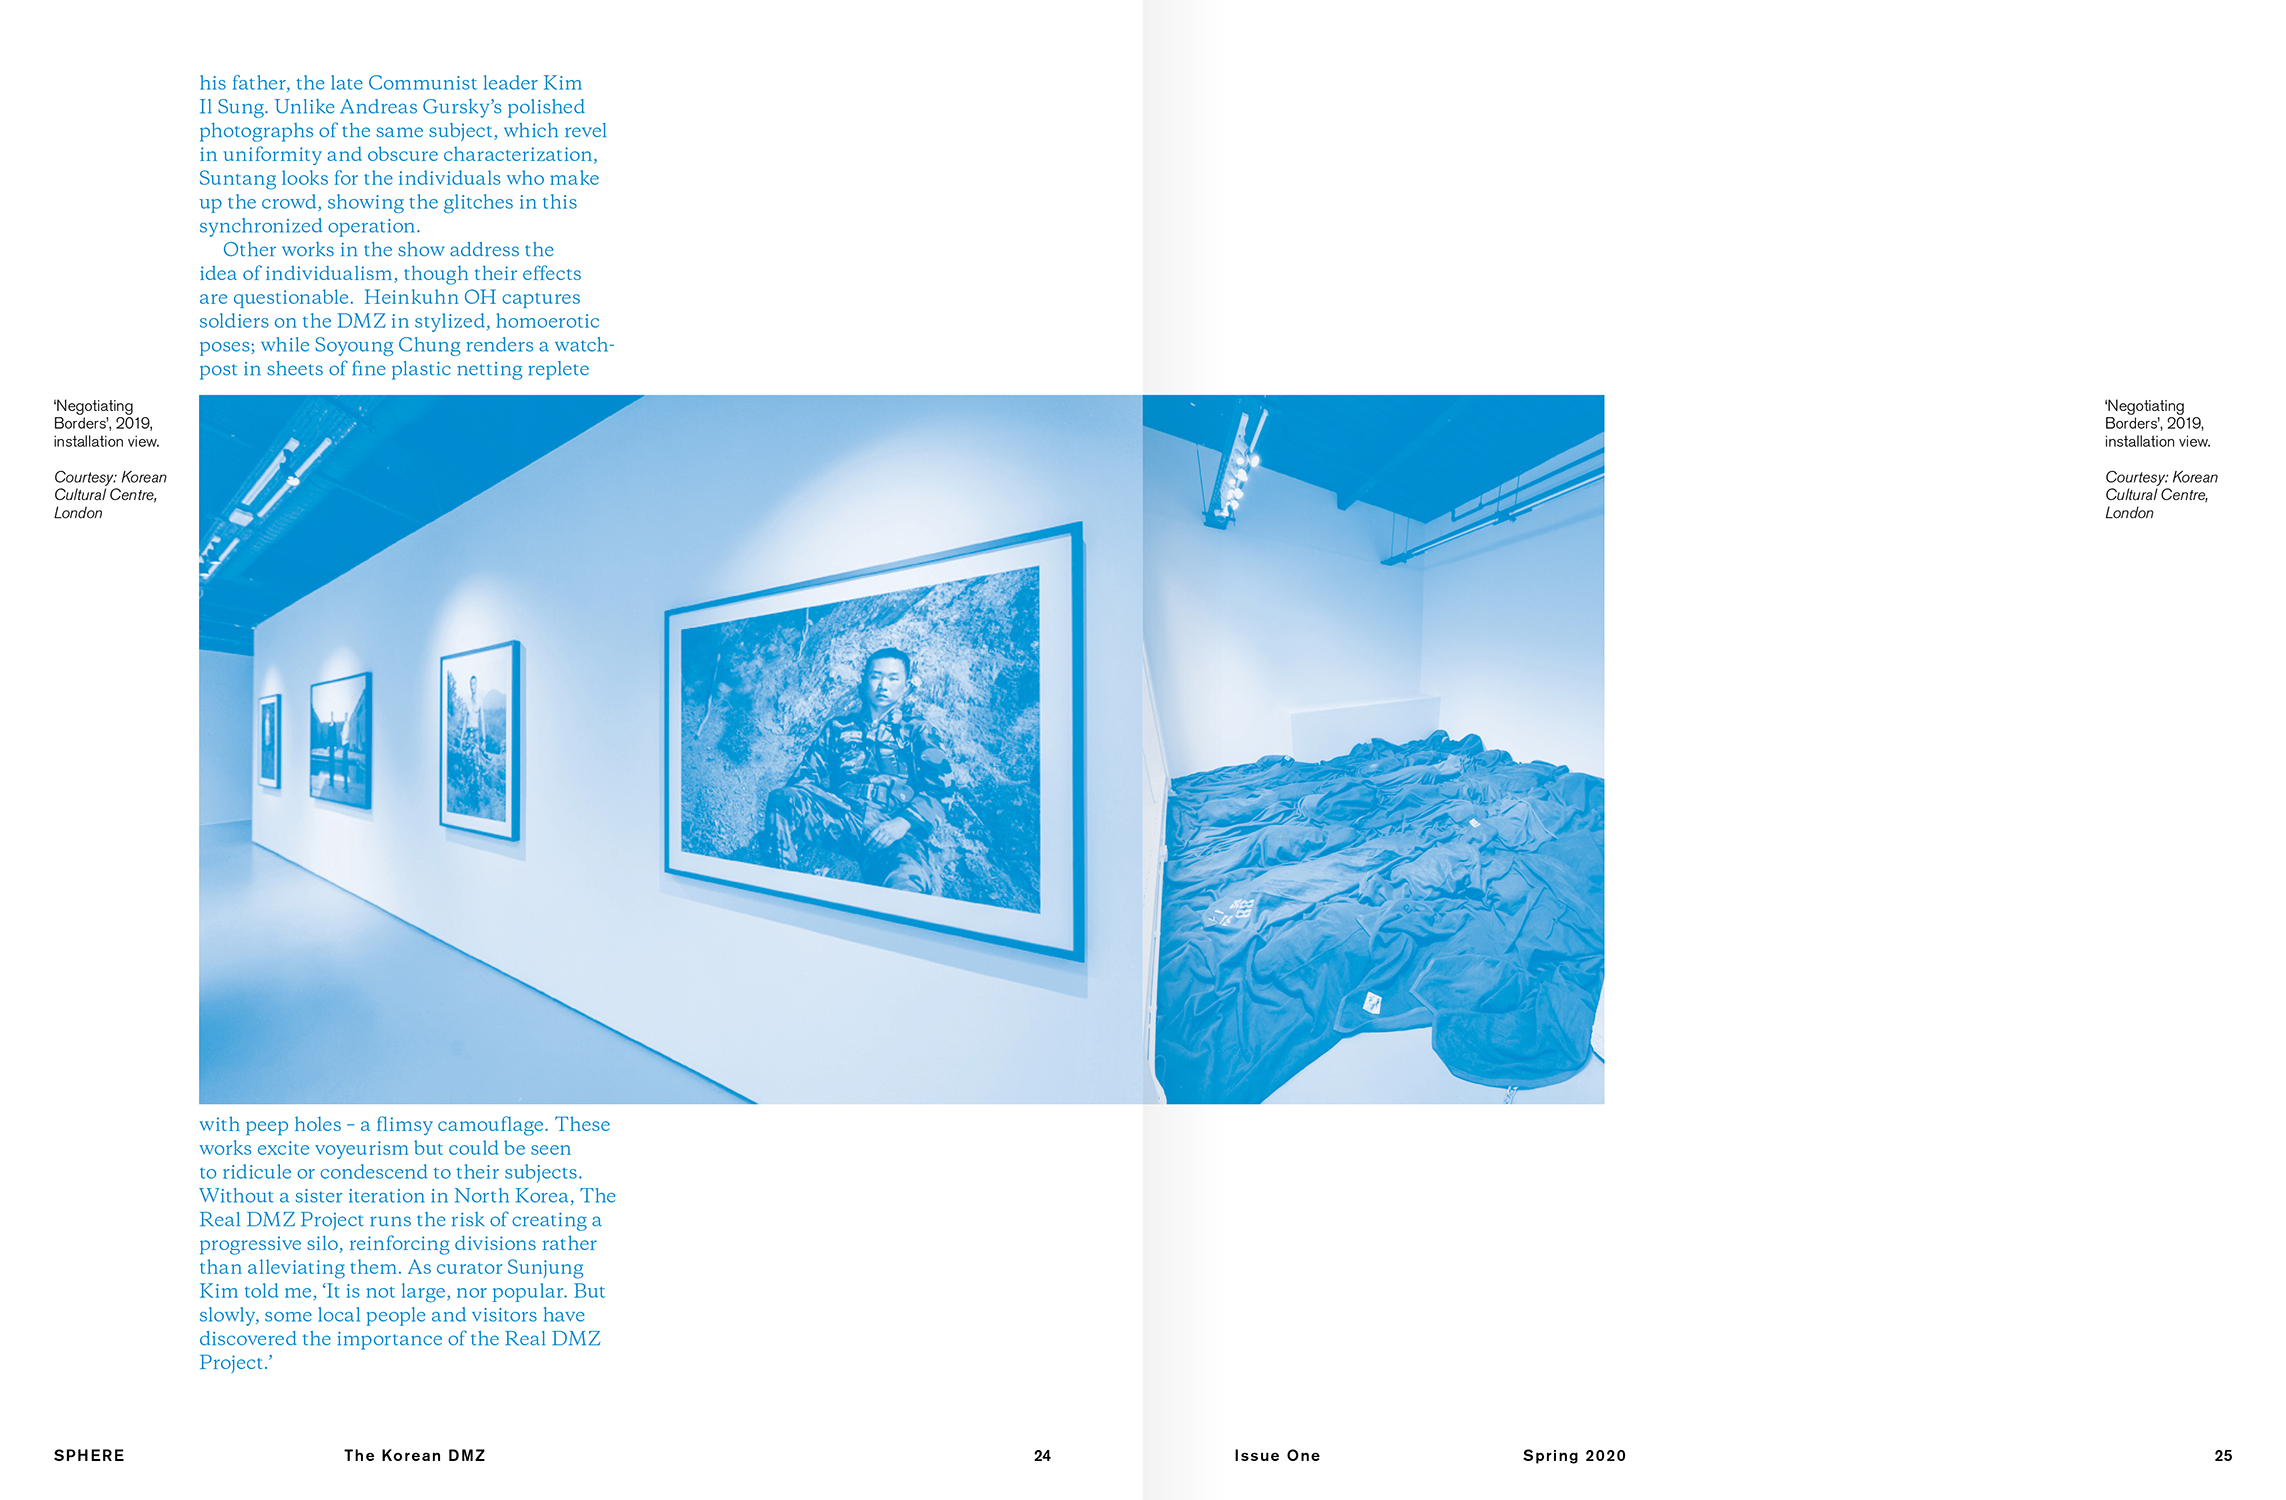 his father, the late Communist leader Kim
Il Sung. Unlike Andreas Gursky’s polished
photographs of the same subject, which revel
in uniformity and obscure characterization,
Suntang looks for the individuals who make
up the crowd, showing the glitches in this
synchronized operation.
Other works in the show address the
idea of individualism, though their effects
are questionable.  Heinkuhn OH captures
soldiers on the DMZ in stylized, homoerotic
poses; while Soyoung Chung renders a watch-
post in sheets of fine plastic netting replete
‘Negotiating
Borders’, 2019,
installation view.
Courtesy: Korean
Cultural Centre,
London
with peep holes – a flimsy camouflage. These
works excite voyeurism but could be seen
to ridicule or condescend to their subjects.
Without a sister iteration in North Korea, The
Real DMZ Project runs the risk of creating a
progressive silo, reinforcing divisions rather
than alleviating them. As curator Sunjung
Kim told me, ‘It is not large, nor popular. But
slowly, some local people and visitors have
discovered the importance of the Real DMZ
Project.’
‘Negotiating
Borders’, 2019,
installation view.
Courtesy: Korean
Cultural Centre,
London
SPHERE The Korean DMZ 24 Issue One Spring 2020 25